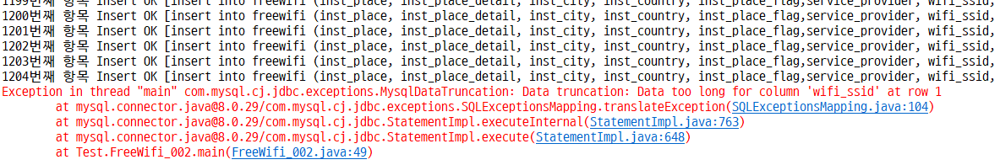 1199번째 항목 Insert OK [insert into freewifi (inst_place, inst_place_detail, inst_city, inst_country, inst_place_flag,service_provider, wifi_ssid,
1200번째 항목 Insert OK [insert into freewifi (inst_place, inst_place_detail, inst_city, inst_country, inst_place_flag,service_provider, wifi_ssid,
1201번째 항목 Insert OK [insert into freewifi (inst_place, inst_place_detail, inst_city, inst_country, inst_place_flag,service_provider, wifi_ssid,
1202번째 항목 Insert OK [insert into freewifi (inst_place, inst_place_detail, inst_city, inst_country, inst_place_flag,service_provider, wifi_ssid,
1203번째 항목 Insert OK [insert into freewifi (inst_place, inst_place_detail, inst_city, inst_country, inst_place_flag,service_provider, wifi_ssid,
1204번째 항목 Insert OK [insert into freewifi (inst_place, inst_place_detail, inst_city, inst_country, inst_place_flag,service_provider, wifi_ssid,
Exception in thread "main" com.mysql.cj.jdbc.exceptions.MysqlDataTruncation: Data truncation: Data too long for column 'wifi_ssid' at row 1
at mysql.connector.java@8.0.29/com.mysql.cj.jdbc.exceptions.SQLExceptionsMapping.translateException(SQLExceptionsMapping.java:104)
at mysql.connector.java@8.0.29/com.mysql.cj.jdbc.StatementImpl.executeInternal(StatementImpl.java:763)
at mysql.connector.java@8.0.29/com.mysql.cj.jdbc.StatementImpl.execute(StatementImpl.java:648)
at Test.FreeWifi_002.main(FreeWifi_002.java:49)